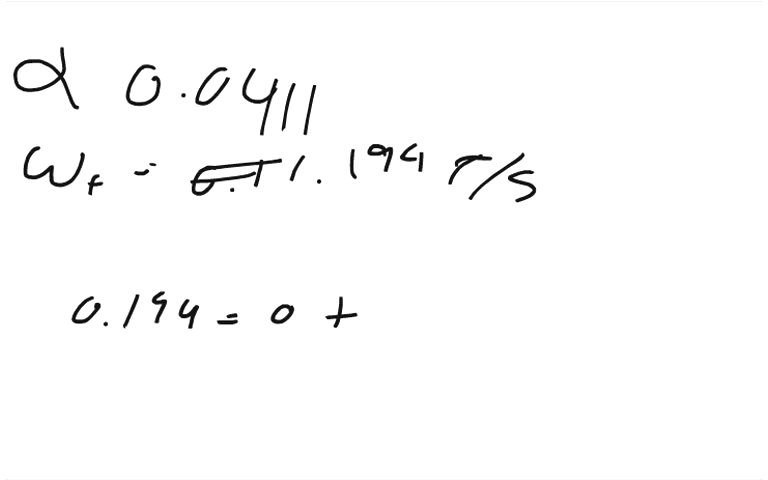 α 0.0411
ω_f = 1.194 r/s
0.194 = 0 +